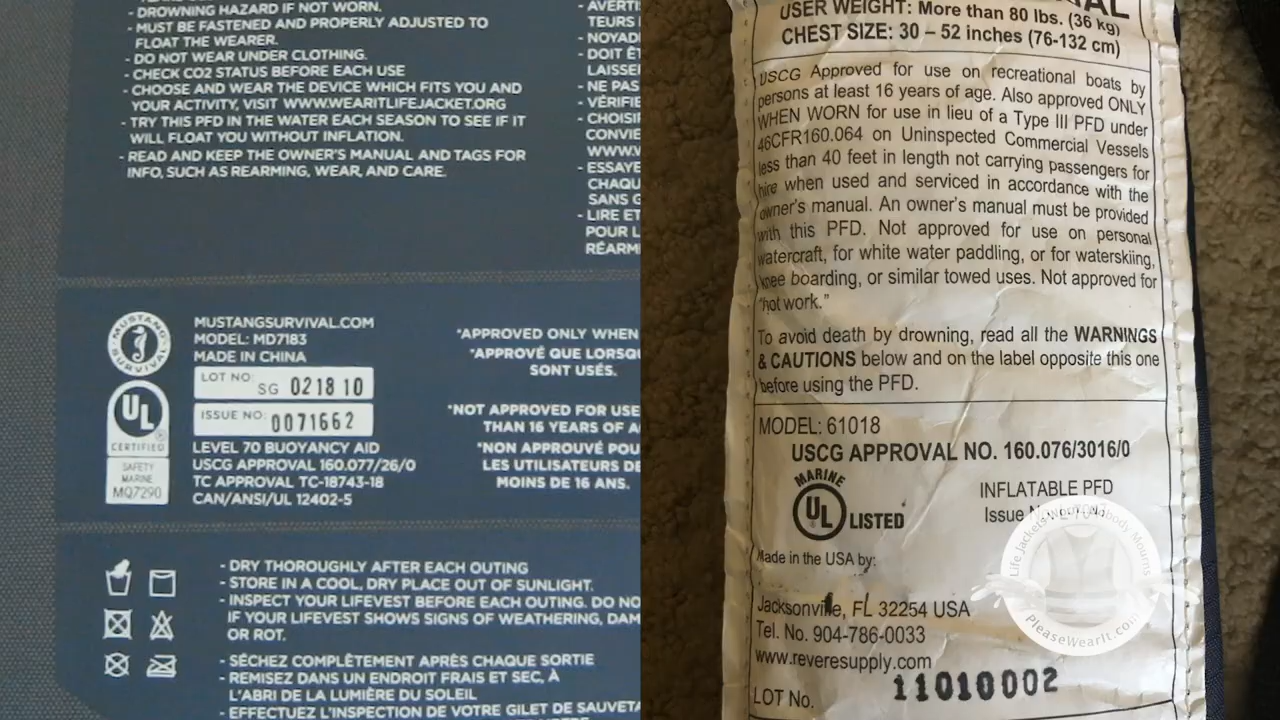 - DROWNING HAZARD IF NOT WORN.
- MUST BE FASTENED AND PROPERLY ADJUSTED TO
FLOAT THE WEARER.
- DO NOT WEAR UNDER CLOTHING.
- CHECK CO2 STATUS BEFORE EACH USE
- CHOOSE AND WEAR THE DEVICE WHICH FITS YOU AND
YOUR ACTIVITY, VISIT WWW.WEARITLIFEJACKET.ORG
- TRY THIS PFD IN THE WATER EACH SEASON TO SEE IF IT
WILL FLOAT YOU WITHOUT INFLATION.
- READ AND KEEP THE OWNER'S MANUAL AND TAGS FOR
INFO, SUCH AS REARMING, WEAR, AND CARE.
- AVERTI
TEURS
NOYAD
- DOIT ÊT
LAISSE
- NE PAS
- VÉRIFIE
- CHOISI
CONVIE
WWW.V
- ESSAYE
CHAQU
SANS G
- LIRE ET
POUR L
RÉARM
MUSTANG SURVIVAL
MUSTANGSURVIVAL.COM
MODEL: MD7183
MADE IN CHINA
LOT NO: SG 0218 10
ISSUE NO: 0071662
UL
CERTIFIED
SAFETY
MARINE
MQ7290
LEVEL 70 BUOYANCY AID
USCG APPROVAL 160.077/26/0
TC APPROVAL TC-18743-18
CAN/ANSI/UL 12402-5
*APPROVED ONLY WHEN
*APPROVÉ QUE LORSQU
SONT USÉS.
*NOT APPROVED FOR USE
THAN 16 YEARS OF A
*NON APPROUVÉ POU
LES UTILISATEURS DE
MOINS DE 16 ANS.
- DRY THOROUGHLY AFTER EACH OUTING
- STORE IN A COOL, DRY PLACE OUT OF SUNLIGHT.
- INSPECT YOUR LIFEVEST BEFORE EACH OUTING. DO NO
IF YOUR LIFEVEST SHOWS SIGNS OF WEATHERING, DAM
OR ROT.
- SÉCHEZ COMPLÈTEMENT APRÈS CHAQUE SORTIE
- REMISEZ DANS UN ENDROIT FRAIS ET SEC, À
L'ABRI DE LA LUMIÈRE DU SOLEIL
- EFFECTUEZ L'INSPECTION DE VOTRE GILET DE SAUVETA
USER WEIGHT: More than 80 lbs. (36 kg)
CHEST SIZE: 30 – 52 inches (76-132 cm)
USCG Approved for use on recreational boats by
persons at least 16 years of age. Also approved ONLY
WHEN WORN for use in lieu of a Type III PFD under
46CFR160.064 on Uninspected Commercial Vessels
less than 40 feet in length not carrying passengers for
hire when used and serviced in accordance with the
owner's manual. An owner's manual must be provided
with this PFD. Not approved for use on personal
watercraft, for white water paddling, or for waterskiing,
knee boarding, or similar towed uses. Not approved for
"hot work."
To avoid death by drowning, read all the WARNINGS
& CAUTIONS below and on the label opposite this one
before using the PFD.
MODEL: 61018
USCG APPROVAL NO. 160.076/3016/0
MARINE
UL LISTED
INFLATABLE PFD
Issue
Made in the USA by:
Jacksonville, FL 32254 USA
Tel. No. 904-786-0033
www.reveresupply.com
LOT No. 11010002
Life Jackets Worn Nobody Mourns
PleaseWearIt.com